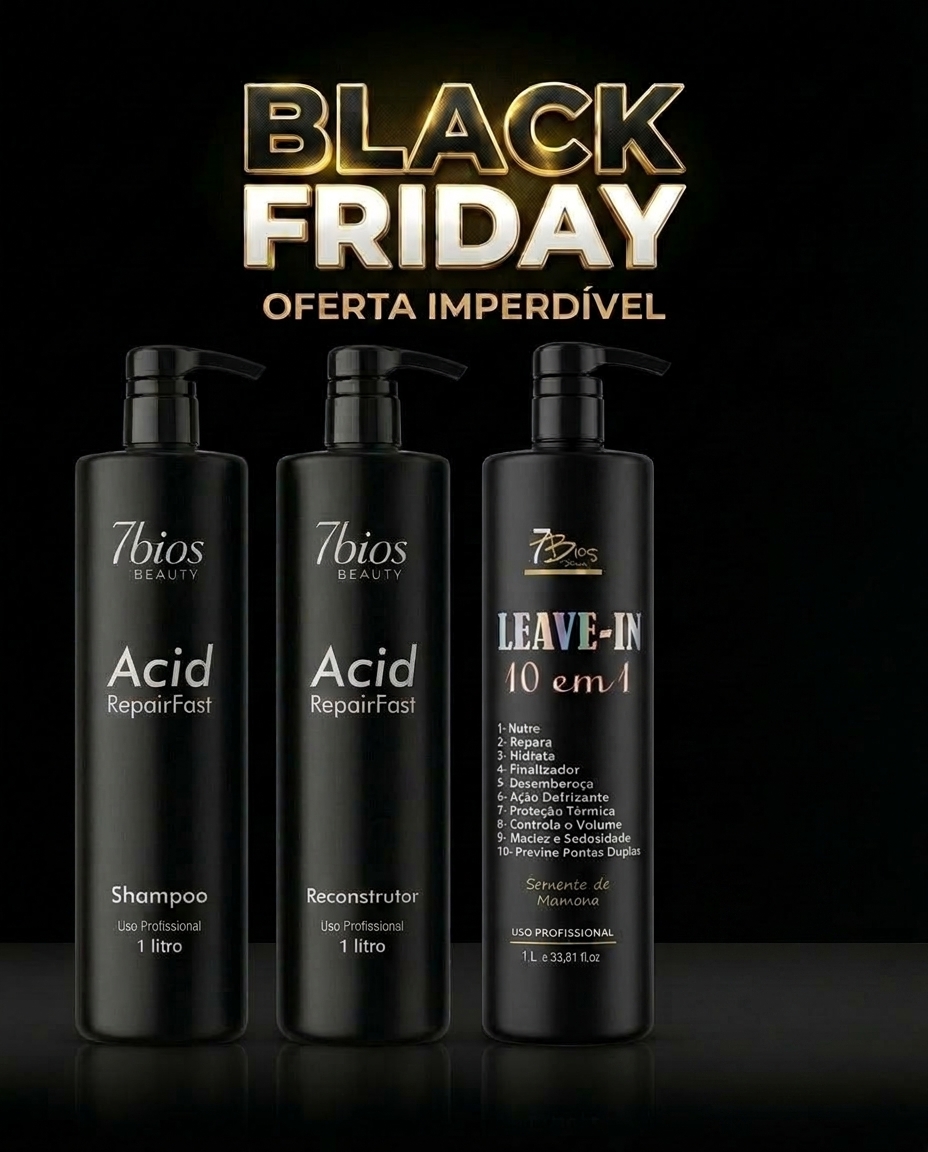 BLACK
FRIDAY
OFERTA IMPERDÍVEL
7bios
BEAUTY
Acid
RepairFast
Shampoo
Uso Profissional
1 litro
7bios
BEAUTY
Acid
RepairFast
Reconstrutor
Uso Profissional
1 litro
7Bios
LEAVE-IN
10 em 1
1- Nutre
2- Repara
3- Hidrata
4- Finalizador
5 Desemberoça
6- Ação Defrizante
7- Proteção Térmica
8- Controla o Volume
9- Maciez e Sedosidade
10- Previne Pontas Duplas
Semente de
Mamona
USO PROFISSIONAL
1L e 33,81 fl.oz